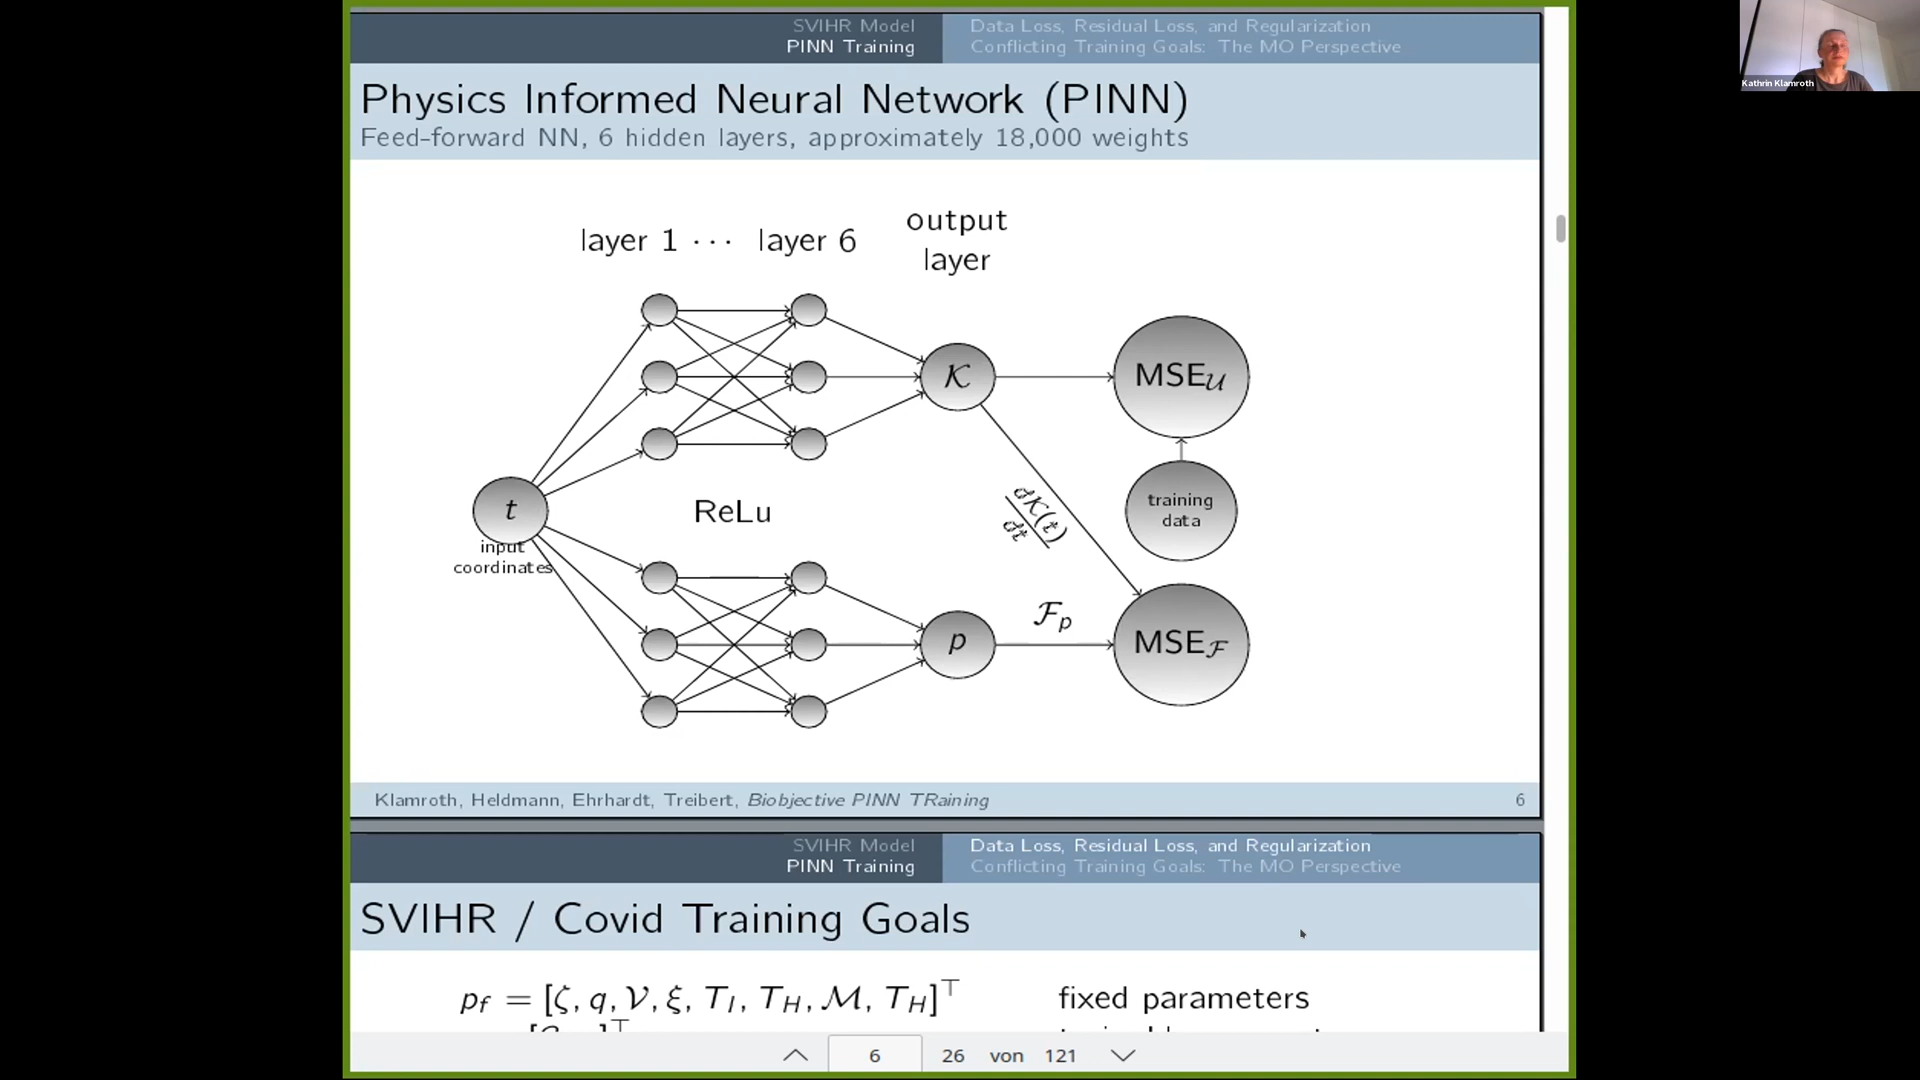 SVIHR Model
PINN Training
Data Loss, Residual Loss, and Regularization
Conflicting Training Goals: The MO Perspective
Kathrin Klamroth
Physics Informed Neural Network (PINN)
Feed-forward NN, 6 hidden layers, approximately 18,000 weights
layer 1 ··· layer 6
output
layer
𝒦
MSE𝒰
t
input
coordinates
ReLu
d𝒦(t)
dt
training
data
p
ℱp
MSEℱ
Klamroth, Heldmann, Ehrhardt, Treibert, Biobjective PINN TRaining
6
SVIHR Model
PINN Training
Data Loss, Residual Loss, and Regularization
Conflicting Training Goals: The MO Perspective
SVIHR / Covid Training Goals
pf = [ζ, q, 𝒱, ξ, TI, TH, ℳ, TH]⊤
fixed parameters
6
26 von 121